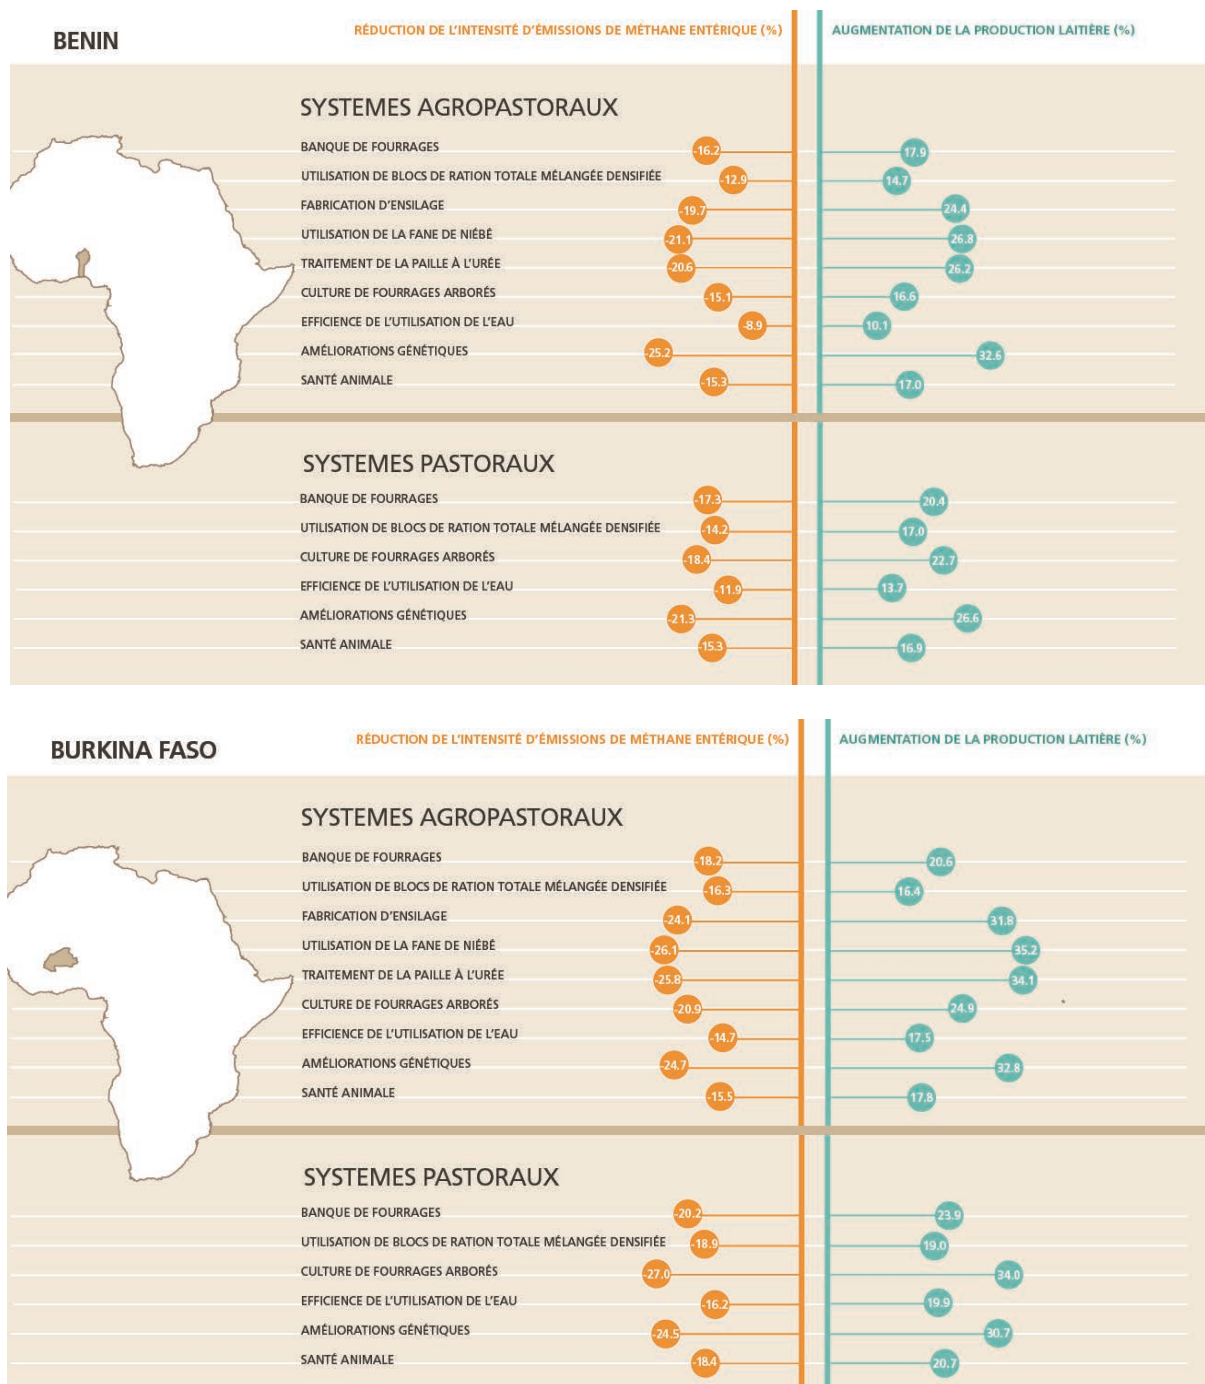 BENIN
RÉDUCTION DE L'INTENSITÉ D'ÉMISSIONS DE MÉTHANE ENTÉRIQUE (%)
AUGMENTATION DE LA PRODUCTION LAITIÈRE (%)
SYSTEMES AGROPASTORAUX
BANQUE DE FOURRAGES -16.2 17.9
UTILISATION DE BLOCS DE RATION TOTALE MÉLANGÉE DENSIFIÉE -12.9 14.7
FABRICATION D'ENSILAGE -19.7 24.4
UTILISATION DE LA FANE DE NIÉBÉ -21.1 26.8
TRAITEMENT DE LA PAILLE À L'URÉE -20.6 26.2
CULTURE DE FOURRAGES ARBORÉS -15.1 16.6
EFFICIENCE DE L'UTILISATION DE L'EAU -8.9 10.1
AMÉLIORATIONS GÉNÉTIQUES -25.2 32.6
SANTÉ ANIMALE -15.3 17.0
SYSTEMES PASTORAUX
BANQUE DE FOURRAGES -17.3 20.4
UTILISATION DE BLOCS DE RATION TOTALE MÉLANGÉE DENSIFIÉE -14.2 17.0
CULTURE DE FOURRAGES ARBORÉS -18.4 22.7
EFFICIENCE DE L'UTILISATION DE L'EAU -11.9 13.7
AMÉLIORATIONS GÉNÉTIQUES -21.3 26.6
SANTÉ ANIMALE -15.3 16.9
BURKINA FASO
RÉDUCTION DE L'INTENSITÉ D'ÉMISSIONS DE MÉTHANE ENTÉRIQUE (%)
AUGMENTATION DE LA PRODUCTION LAITIÈRE (%)
SYSTEMES AGROPASTORAUX
BANQUE DE FOURRAGES -18.2 20.6
UTILISATION DE BLOCS DE RATION TOTALE MÉLANGÉE DENSIFIÉE -16.3 16.4
FABRICATION D'ENSILAGE -24.1 31.8
UTILISATION DE LA FANE DE NIÉBÉ -26.1 35.2
TRAITEMENT DE LA PAILLE À L'URÉE -25.8 34.1
CULTURE DE FOURRAGES ARBORÉS -20.9 24.9
EFFICIENCE DE L'UTILISATION DE L'EAU -14.7 17.5
AMÉLIORATIONS GÉNÉTIQUES -24.7 32.8
SANTÉ ANIMALE -15.5 17.8
SYSTEMES PASTORAUX
BANQUE DE FOURRAGES -20.2 23.9
UTILISATION DE BLOCS DE RATION TOTALE MÉLANGÉE DENSIFIÉE -18.9 19.0
CULTURE DE FOURRAGES ARBORÉS -27.0 34.0
EFFICIENCE DE L'UTILISATION DE L'EAU -16.2 19.9
AMÉLIORATIONS GÉNÉTIQUES -24.5 30.7
SANTÉ ANIMALE -18.4 20.7